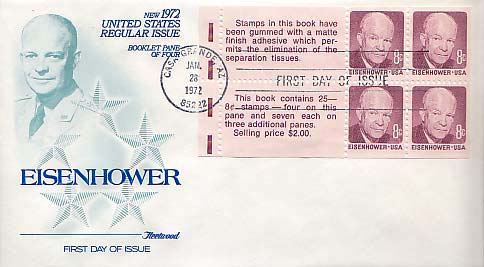 NEW 1972
UNITED STATES
REGULAR ISSUE
BOOKLET PANE
OF FOUR
EISENHOWER
Fleetwood
FIRST DAY OF ISSUE
CASA GRANDE, AZ
JAN.
28
1972
85222
FIRST DAY OF ISSUE
Stamps in this book have
been gummed with a matte
finish adhesive which per-
mits the elimination of the
separation tissues.
This book contains 25—
8¢ stamps — four on this
pane and seven each on
three additional panes.
Selling price $2.00.
8c
EISENHOWER·USA
8c
EISENHOWER·USA
8c
EISENHOWER·USA
8c
EISENHOWER·USA